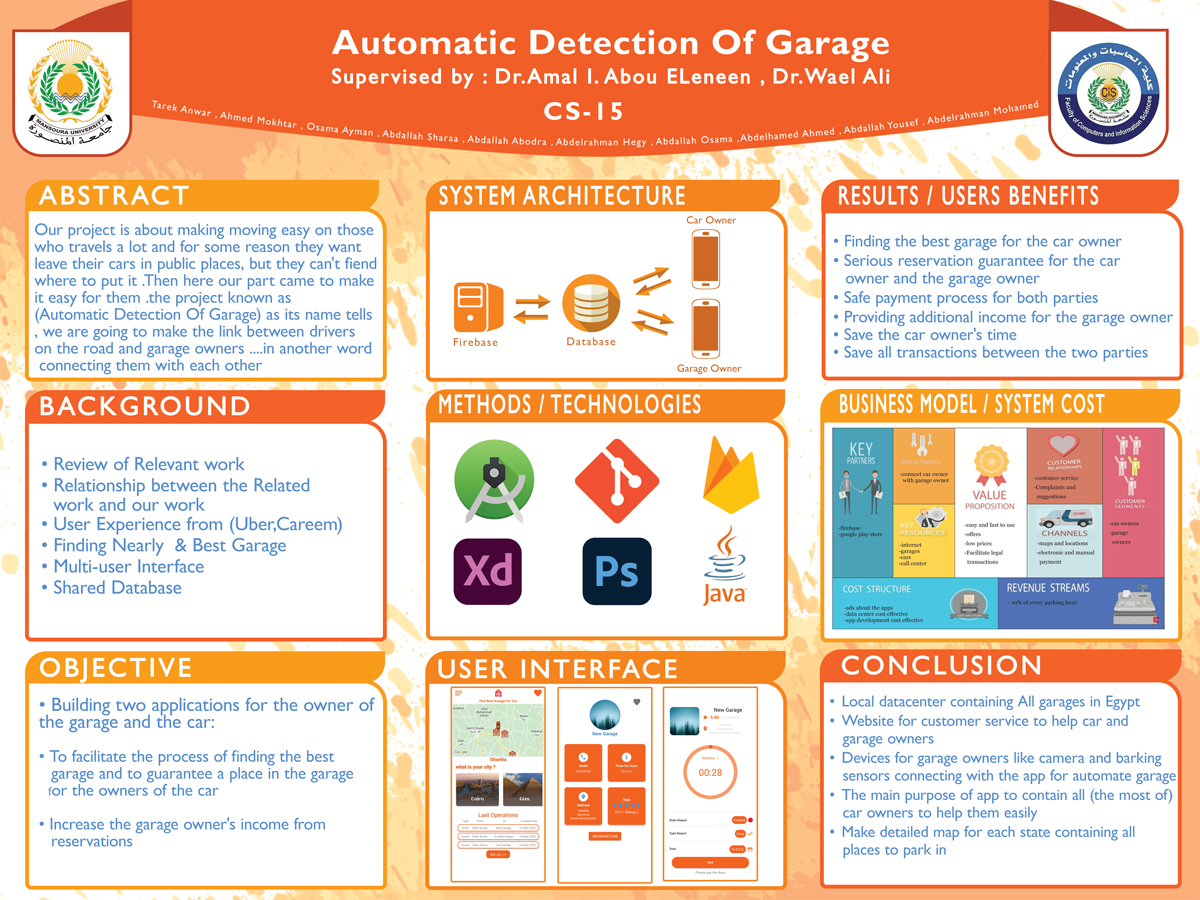 Automatic Detection Of Garage
Supervised by : Dr.Amal I. Abou ELeneen , Dr.Wael Ali
CS-15
Tarek Anwar , Ahmed Mokhtar , Osama Ayman , Abdallah Sharaa , Abdallah Abodra , Abdelrahman Hegy , Abdallah Osama ,Abdelhamed Ahmed , Abdallah Yousef , Abdelrahman Mohamed
MANSOURA UNIVERSITY
جامعة المنصورة
كلية الحاسبات والمعلومات
CIS
Faculty of Computers and Information Sciences
ABSTRACT
Our project is about making moving easy on those
who travels a lot and for some reason they want
leave their cars in public places, but they can't fiend
where to put it .Then here our part came to make
it easy for them .the project known as
(Automatic Detection Of Garage) as its name tells
, we are going to make the link between drivers
on the road and garage owners ....in another word
connecting them with each other
SYSTEM ARCHITECTURE
Car Owner
Firebase
Database
Garage Owner
RESULTS / USERS BENEFITS
• Finding the best garage for the car owner
• Serious reservation guarantee for the car
owner and the garage owner
• Safe payment process for both parties
• Providing additional income for the garage owner
• Save the car owner's time
• Save all transactions between the two parties
BACKGROUND
• Review of Relevant work
• Relationship between the Related
work and our work
• User Experience from (Uber,Careem)
• Finding Nearly & Best Garage
• Multi-user Interface
• Shared Database
METHODS / TECHNOLOGIES
Xd
Ps
Java
BUSINESS MODEL / SYSTEM COST
KEY
PARTNERS
-firebase
-google play store
KEY ACTIVITIES
-connect car owner
with garage owner
KEY
RESOURCES
-internet
-garages
-cars
-call center
VALUE
PROPOSITION
-easy and fast to use
-offers
-low prices
-Facilitate legal
transactions
CUSTOMER
RELATIONSHIPS
-customer service
-Complaints and
suggestions
CHANNELS
-maps and locations
-electronic and manual
payment
CUSTOMER
SEGMENTS
-car owners
-garage
owners
COST STRUCTURE
-ads about the apps
-data center cost effective
-app development cost effective
REVENUE STREAMS
- 10% of every parking hour
OBJECTIVE
• Building two applications for the owner of
the garage and the car:
• To facilitate the process of finding the best
garage and to guarantee a place in the garage
for the owners of the car
• Increase the garage owner's income from
reservations
USER INTERFACE
Find Best Garage For You
Gharbia
what is your city ?
Cairo
Giza
Last Operations
New Garage
Mobil
Price Per Hour
Address
Rate
RESERVATION
New Garage
5.00
00:28
State Request
Type Request
Total
PAY
Please pay the fees
CONCLUSION
• Local datacenter containing All garages in Egypt
• Website for customer service to help car and
garage owners
• Devices for garage owners like camera and barking
sensors connecting with the app for automate garage
• The main purpose of app to contain all (the most of)
car owners to help them easily
• Make detailed map for each state containing all
places to park in